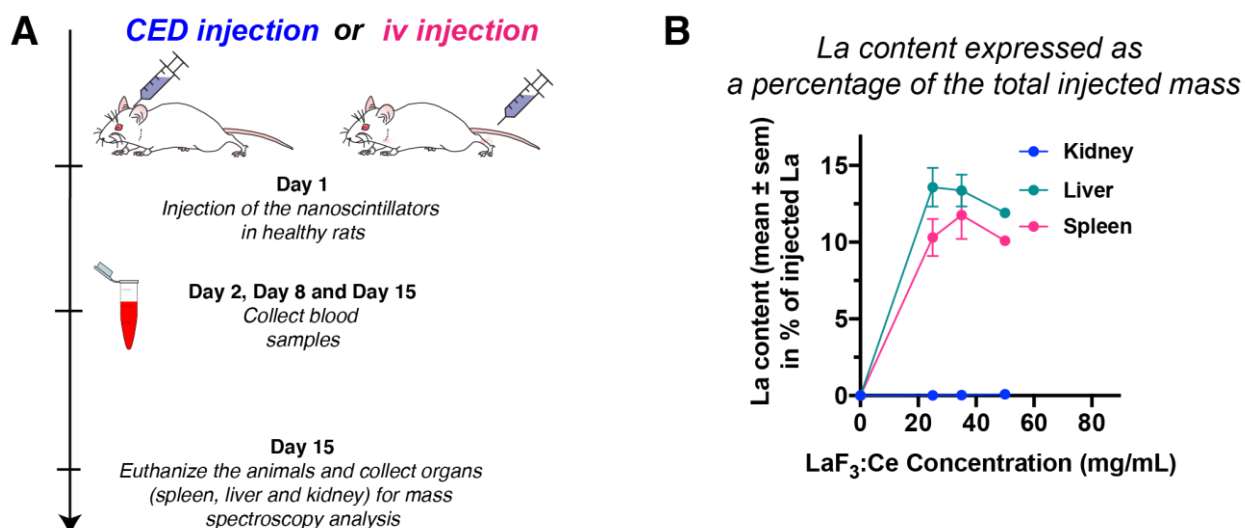 A
CED injection or iv injection
Day 1
Injection of the nanoscintillators
in healthy rats
Day 2, Day 8 and Day 15
Collect blood
samples
Day 15
Euthanize the animals and collect organs
(spleen, liver and kidney) for mass
spectroscopy analysis
B
La content expressed as
a percentage of the total injected mass
La content (mean ± sem)
in % of injected La
15
10
5
0
0 20 40 60 80
LaF₃:Ce Concentration (mg/mL)
Kidney
Liver
Spleen